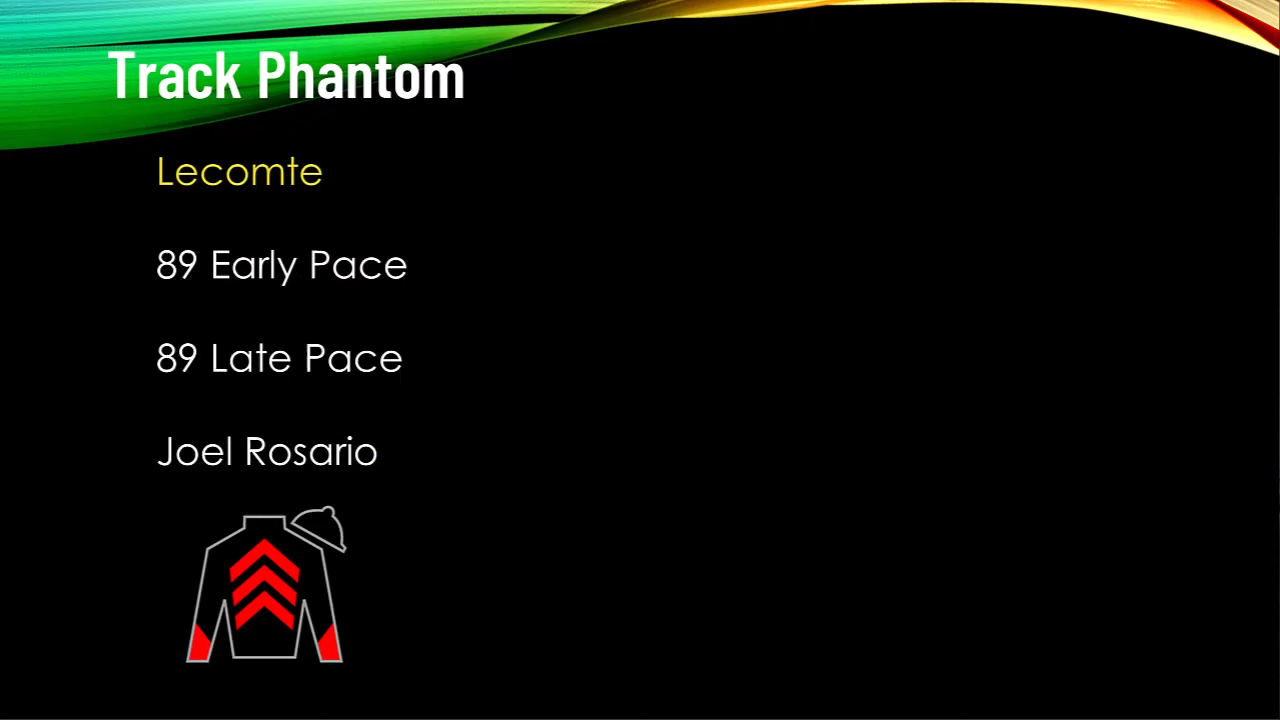 Track Phantom
Lecomte
89 Early Pace
89 Late Pace
Joel Rosario